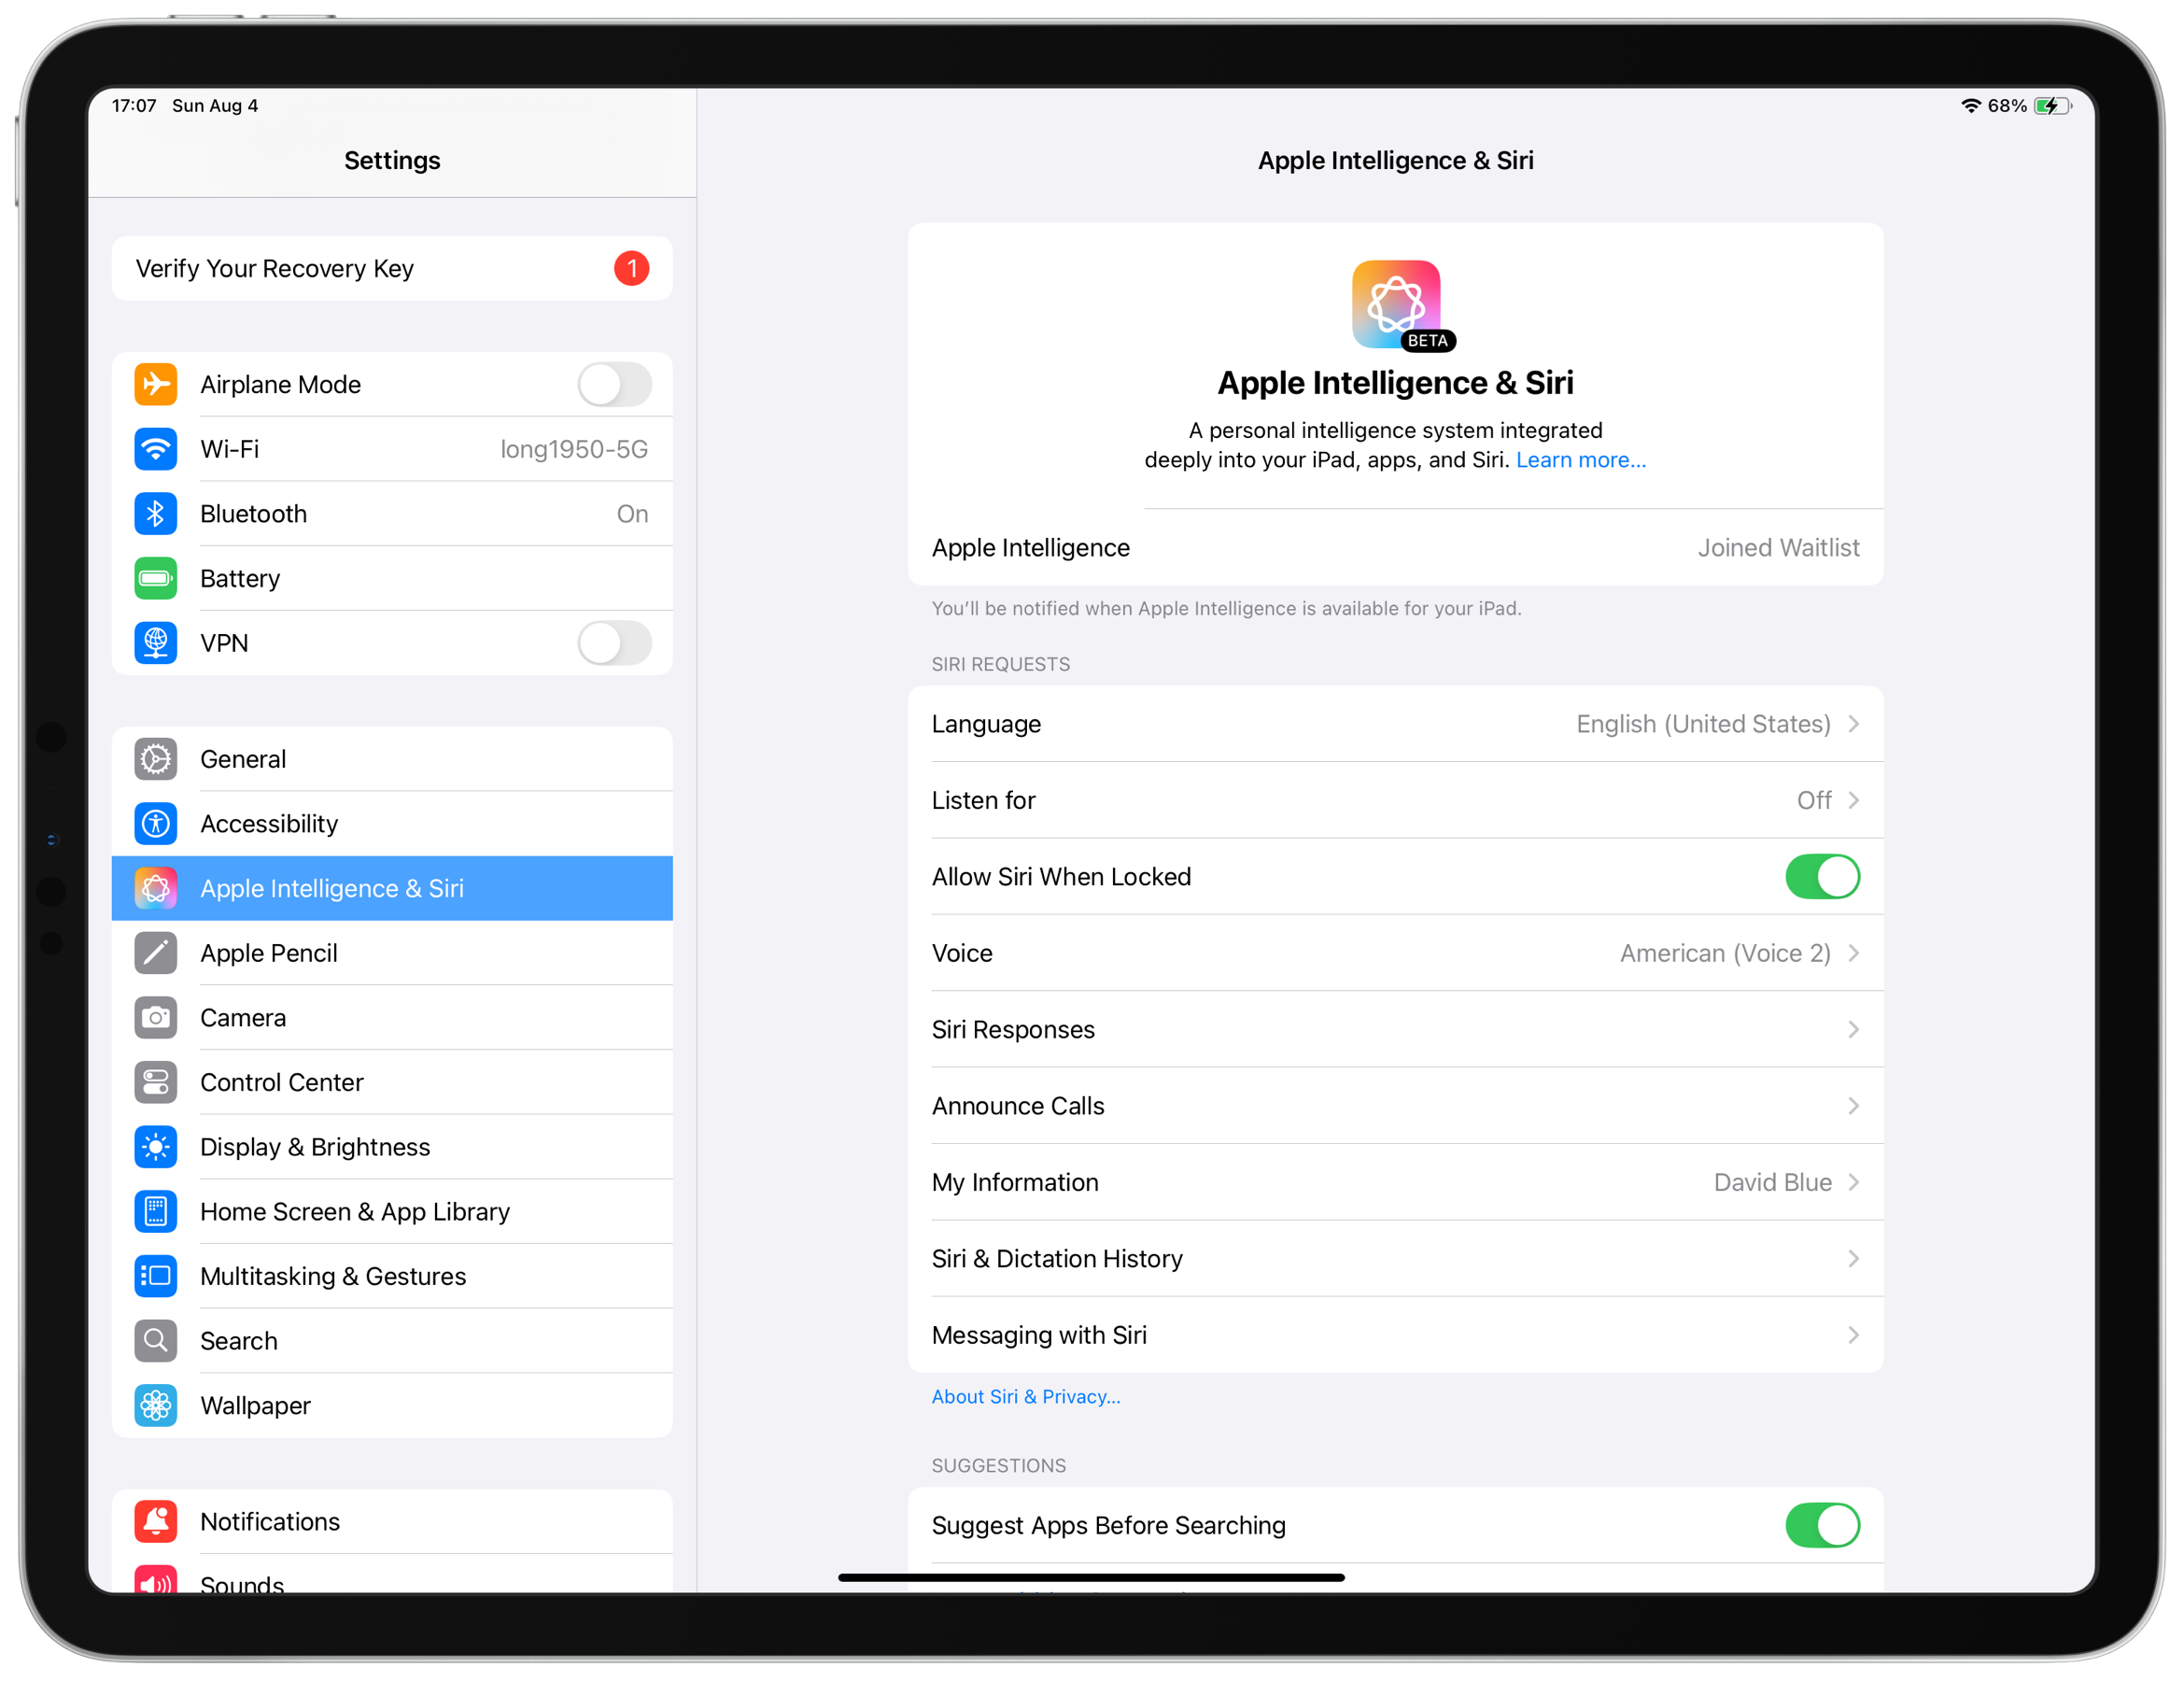 17:07 Sun Aug 4
68%
Settings
Verify Your Recovery Key
1
Airplane Mode
Wi-Fi
long1950-5G
Bluetooth
On
Battery
VPN
General
Accessibility
Apple Intelligence & Siri
Apple Pencil
Camera
Control Center
Display & Brightness
Home Screen & App Library
Multitasking & Gestures
Search
Wallpaper
Notifications
Sounds
Apple Intelligence & Siri
BETA
Apple Intelligence & Siri
A personal intelligence system integrated
deeply into your iPad, apps, and Siri. Learn more...
Apple Intelligence
Joined Waitlist
You’ll be notified when Apple Intelligence is available for your iPad.
SIRI REQUESTS
Language
English (United States)
Listen for
Off
Allow Siri When Locked
Voice
American (Voice 2)
Siri Responses
Announce Calls
My Information
David Blue
Siri & Dictation History
Messaging with Siri
About Siri & Privacy...
SUGGESTIONS
Suggest Apps Before Searching